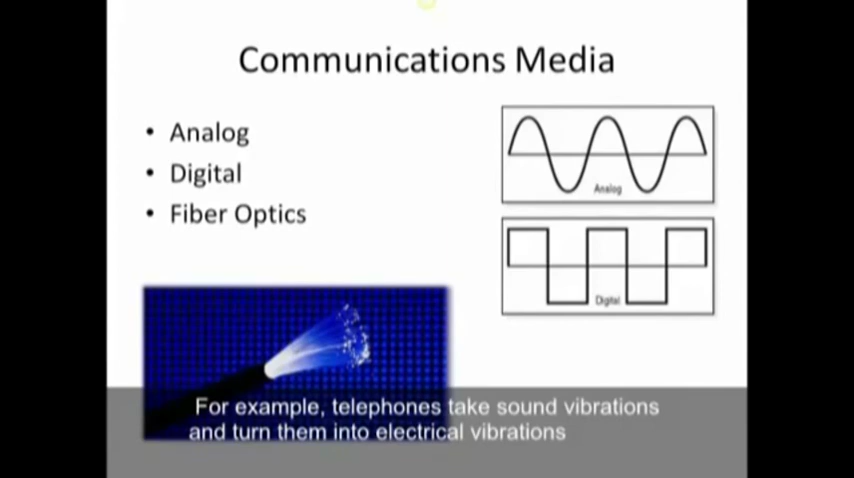 Communications Media
• Analog
• Digital
• Fiber Optics
Analog
Digital
For example, telephones take sound vibrations
and turn them into electrical vibrations